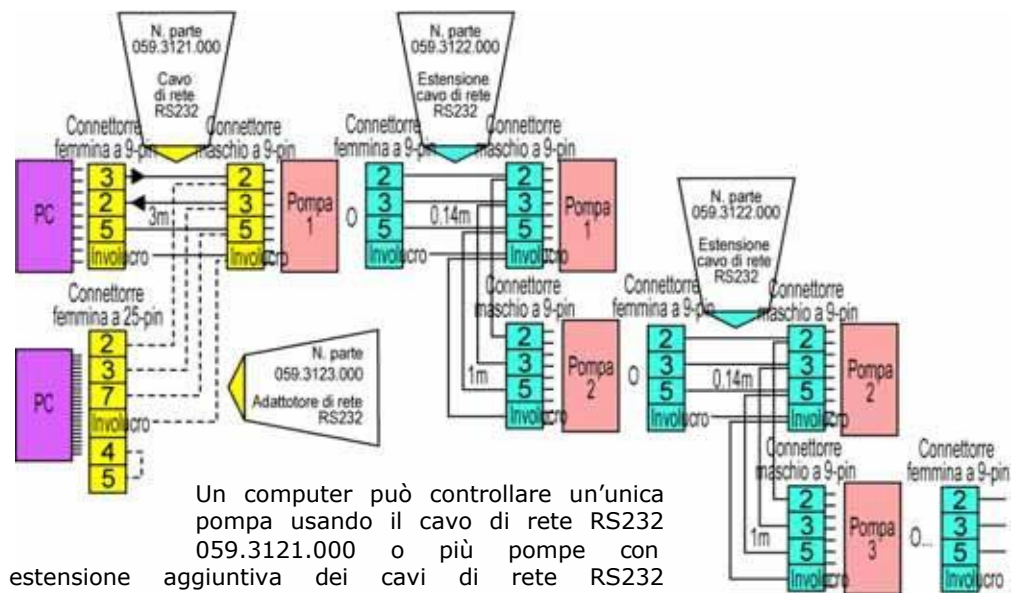 N. parte
059.3121.000
Cavo
di rete
RS232
N. parte
059.3122.000
Estensione
cavo di rete
RS232
Connettorre
femmina a 9-pin
Connettorre
maschio a 9-pin
Connettorre
femmina a 9-pin
Connettorre
maschio a 9-pin
PC
3
2
5
Involucro
3m
2
3
5
Involucro
Pompa
1
O
2
3
5
Involucro
0.14m
2
3
5
Involucro
Pompa
1
N. parte
059.3122.000
Estensione
cavo di rete
RS232
Connettorre
femmina a 25-pin
PC
2
3
7
Involucro
4
5
N. parte
059.3123.000
Adattotore di rete
RS232
Connettorre
maschio a 9-pin
1m
2
3
5
Involucro
Pompa
2
O
Connettorre
femmina a 9-pin
2
3
5
Involucro
0.14m
Connettorre
maschio a 9-pin
2
3
5
Involucro
Pompa
2
Connettorre
maschio a 9-pin
1m
2
3
5
Involucro
Pompa
3
O...
Connettorre
femmina a 9-pin
2
3
5
Involucro
Un computer può controllare un’unica
pompa usando il cavo di rete RS232
059.3121.000 o più pompe con
estensione aggiuntiva dei cavi di rete RS232